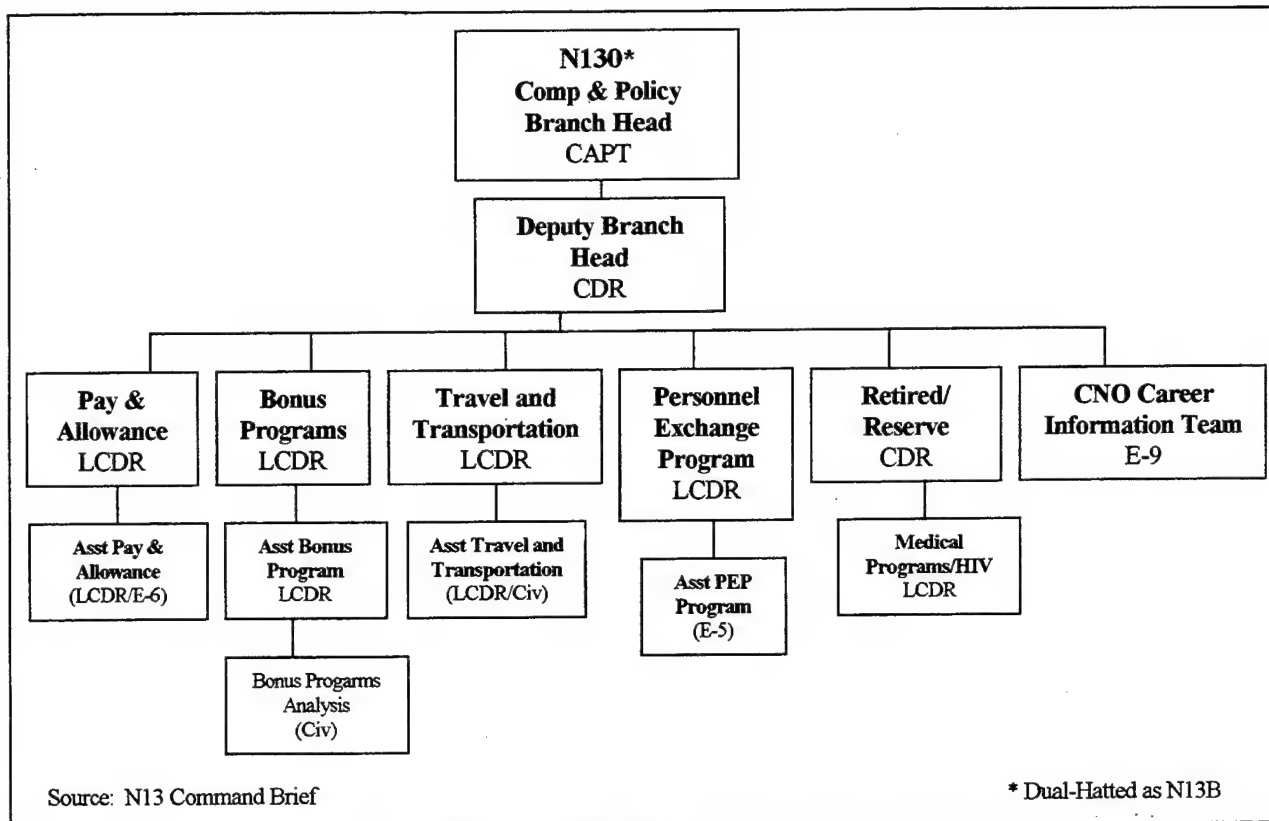 N130*
Comp & Policy
Branch Head
CAPT
Deputy Branch
Head
CDR
Pay &
Allowance
LCDR
Bonus
Programs
LCDR
Travel and
Transportation
LCDR
Personnel
Exchange
Program
LCDR
Retired/
Reserve
CDR
CNO Career
Information Team
E-9
Asst Pay &
Allowance
(LCDR/E-6)
Asst Bonus
Program
LCDR
Asst Travel and
Transportation
(LCDR/Civ)
Asst PEP
Program
(E-5)
Medical
Programs/HIV
LCDR
Bonus Progarms
Analysis
(Civ)
Source: N13 Command Brief
* Dual-Hatted as N13B